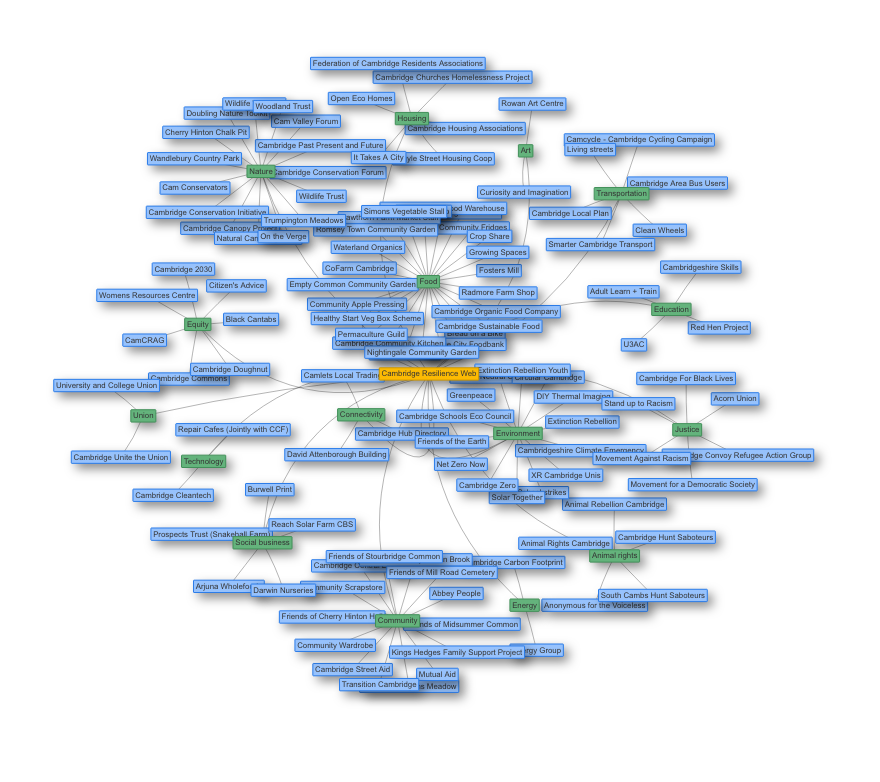 Federation of Cambridge Residents Associations
Cambridge Churches Homelessness Project
Open Eco Homes
Rowan Art Centre
Wildlife
Woodland Trust
Doubling Nature
Housing
Cam Valley Forum
Cambridge Housing Associations
Cherry Hinton Chalk Pit
Camcycle - Cambridge Cycling Campaign
Cambridge Past Present and Future
Living streets
Art
Wandlebury Country Park
It Takes A City
Street Housing Coop
Nature
Cambridge Conservation Forum
Cam Conservators
Cambridge Area Bus Users
Wildlife Trust
Curiosity and Imagination
Transportation
Cambridge Conservation Initiative
Simons Vegetable Stall
Warehouse
Cambridge Local Plan
Trumpington Meadows
Cambridge Canopy
Romsey Town Community Garden
Community Fridges
Clean Wheels
Natural
On the Verge
Crop Share
Waterland Organics
Smarter Cambridge Transport
Growing Spaces
Cambridge 2030
CoFarm Cambridge
Fosters Mill
Cambridgeshire Skills
Citizen's Advice
Empty Common Community Garden
Food
Womens Resources Centre
Radmore Farm Shop
Adult Learn + Train
Community Apple Pressing
Cambridge Organic Food Company
Education
Equity
Black Cantabs
Healthy Start Veg Box Scheme
Cambridge Sustainable Food
Red Hen Project
CamCRAG
Permaculture Guild
U3AC
Cambridge Community Kitchen
City Foodbank
Nightingale Community Garden
Cambridge Doughnut
Camlets Local Trading
Cambridge Resilience Web
Extinction Rebellion Youth
Cambridge Commons
Circular Cambridge
Cambridge For Black Lives
University and College Union
Greenpeace
DIY Thermal Imaging
Acorn Union
Stand up to Racism
Union
Connectivity
Cambridge Schools Eco Council
Extinction Rebellion
Repair Cafes (Jointly with CCF)
Cambridge Hub Directory
Environment
Justice
Friends of the Earth
Cambridge Unite the Union
David Attenborough Building
Cambridgeshire Climate Emergency
Convoy Refugee Action Group
Technology
Net Zero Now
Movement Against Racism
XR Cambridge Unis
Cambridge Zero
Movement for a Democratic Society
Burwell Print
strikes
Cambridge Cleantech
Solar Together
Animal Rebellion Cambridge
Reach Solar Farm CBS
Prospects Trust (Snakehall Farm)
Cambridge Hunt Saboteurs
Social business
Animal Rights Cambridge
Friends of Stourbridge Common
Animal rights
Brook
Cambridge Carbon Footprint
Cambridge
Friends of Mill Road Cemetery
Arjuna
Darwin Nurseries
Community Scrapstore
Abbey People
South Cambs Hunt Saboteurs
Energy
Anonymous for the Voiceless
Friends of Cherry Hinton
Community
of Midsummer Common
Community Wardrobe
Kings Hedges Family Support Project
Group
Cambridge Street Aid
Mutual Aid
Transition Cambridge
Meadow